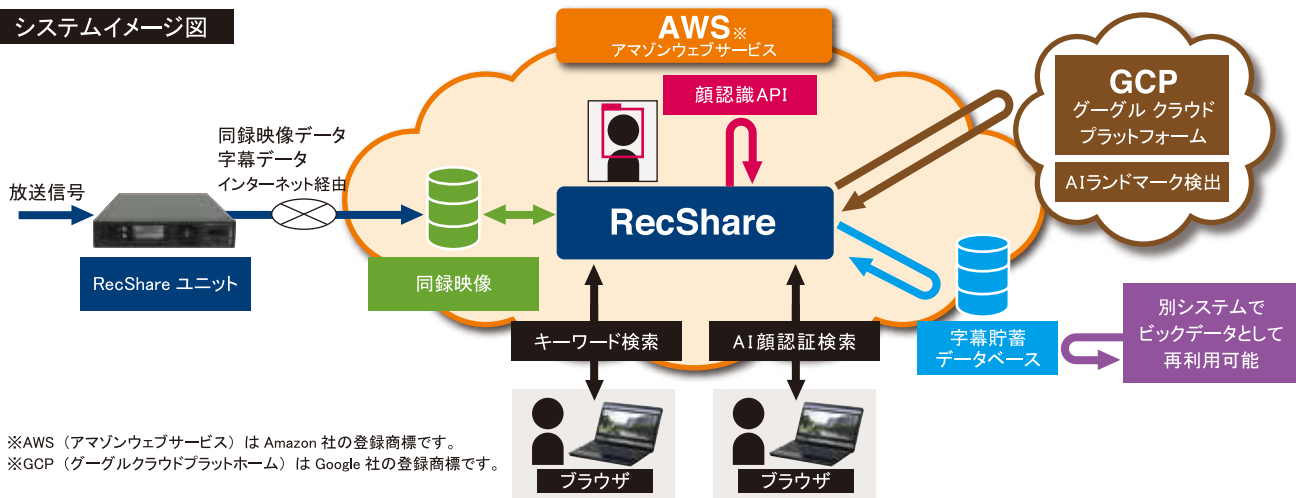 システムイメージ図
AWS※
アマゾンウェブサービス
顔認識API
GCP
グーグル クラウド
プラットフォーム
AIランドマーク検出
同録映像データ
字幕データ
インターネット経由
放送信号
RecShare ユニット
同録映像
RecShare
キーワード検索
AI顔認証検索
字幕貯蓄
データベース
別システムで
ビックデータとして
再利用可能
ブラウザ
ブラウザ
※AWS（アマゾンウェブサービス）は Amazon 社の登録商標です。
※GCP（グーグルクラウドプラットホーム）は Google 社の登録商標です。